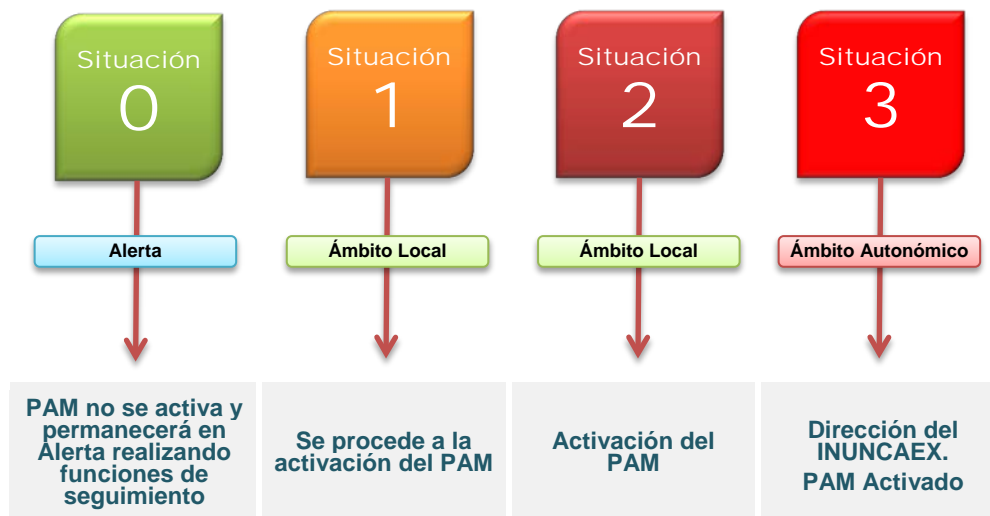 Situación
0
Situación
1
Situación
2
Situación
3
Alerta
Ámbito Local
Ámbito Local
Ámbito Autonómico
PAM no se activa y
permanecerá en
Alerta realizando
funciones de
seguimiento
Se procede a la
activación del PAM
Activación del
PAM
Dirección del
INUNCAEX.
PAM Activado